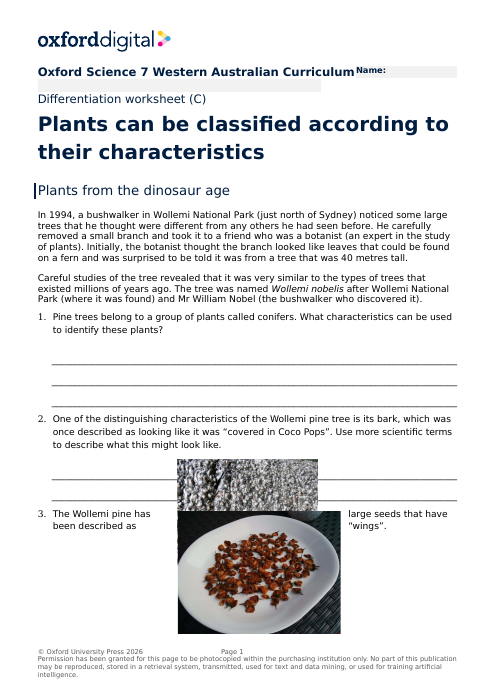 oxforddigital
Oxford Science 7 Western Australian Curriculum Name:
Differentiation worksheet (C)
Plants can be classified according to
their characteristics
Plants from the dinosaur age
In 1994, a bushwalker in Wollemi National Park (just north of Sydney) noticed some large
trees that he thought were different from any others he had seen before. He carefully
removed a small branch and took it to a friend who was a botanist (an expert in the study
of plants). Initially, the botanist thought the branch looked like leaves that could be found
on a fern and was surprised to be told it was from a tree that was 40 metres tall.
Careful studies of the tree revealed that it was very similar to the types of trees that
existed millions of years ago. The tree was named Wollemi nobelis after Wollemi National
Park (where it was found) and Mr William Nobel (the bushwalker who discovered it).
1. Pine trees belong to a group of plants called conifers. What characteristics can be used
to identify these plants?
2. One of the distinguishing characteristics of the Wollemi pine tree is its bark, which was
once described as looking like it was “covered in Coco Pops”. Use more scientific terms
to describe what this might look like.
3. The Wollemi pine has large seeds that have
been described as “wings”.
© Oxford University Press 2026 Page 1
Permission has been granted for this page to be photocopied within the purchasing institution only. No part of this publication
may be reproduced, stored in a retrieval system, transmitted, used for text and data mining, or used for training artificial
intelligence.